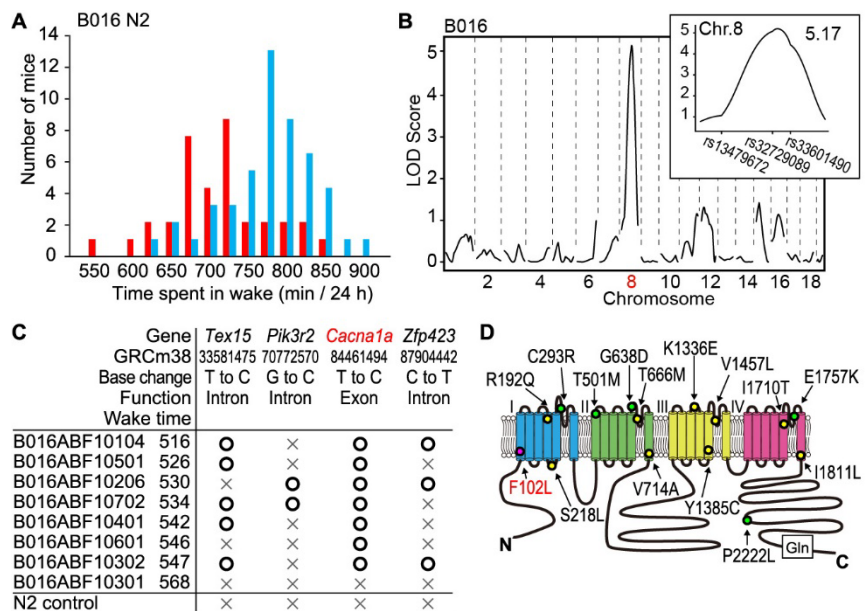 A
B016 N2
Number of mice
14
12
10
8
6
4
2
0
550 600 650 700 750 800 850 900
Time spent in wake (min / 24 h)
B
B016
LOD Score
5
4
3
2
1
0
2 4 6 8 10 12 14 16 18
Chromosome
Chr.8 5.17
5
4
3
2
1
rs13479672
rs32729089
rs33601490
C
Gene Tex15 Pik3r2 Cacna1a Zfp423
GRCm38 33581475 70772570 84461494 87904442
Base change T to C G to C T to C C to T
Function Intron Intron Exon Intron
Wake time
B016ABF10104 516 O × O O
B016ABF10501 526 O × O ×
B016ABF10206 530 × O O O
B016ABF10702 534 O O O ×
B016ABF10401 542 O × O ×
B016ABF10601 546 × × O ×
B016ABF10302 547 O × O O
B016ABF10301 568 × × × ×
N2 control × × × ×
D
K1336E
C293R G638D V1457L
R192Q T501M T666M I1710T E1757K
I II III IV
F102L
S218L
V714A
Y1385C
I1811L
P2222L
Gln
N
C